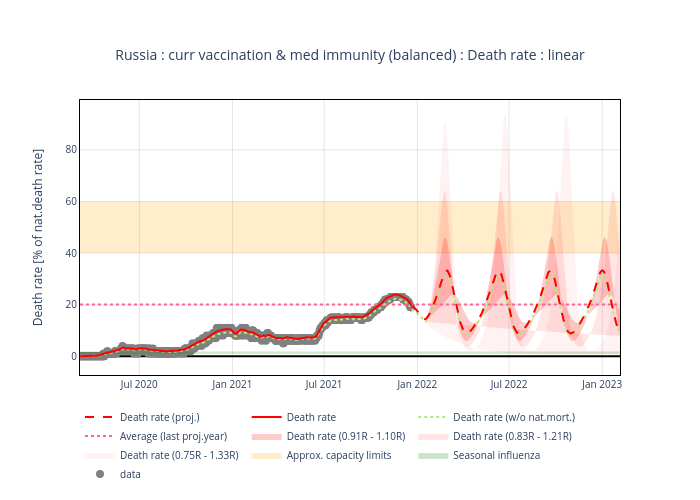 Russia : curr vaccination & med immunity (balanced) : Death rate : linear
Death rate [% of nat.death rate]
80
60
40
20
0
Jul 2020 Jan 2021 Jul 2021 Jan 2022 Jul 2022 Jan 2023
Death rate (proj.) Death rate Death rate (w/o nat.mort.)
Average (last proj.year) Death rate (0.91R - 1.10R) Death rate (0.83R - 1.21R)
Death rate (0.75R - 1.33R) Approx. capacity limits Seasonal influenza
data